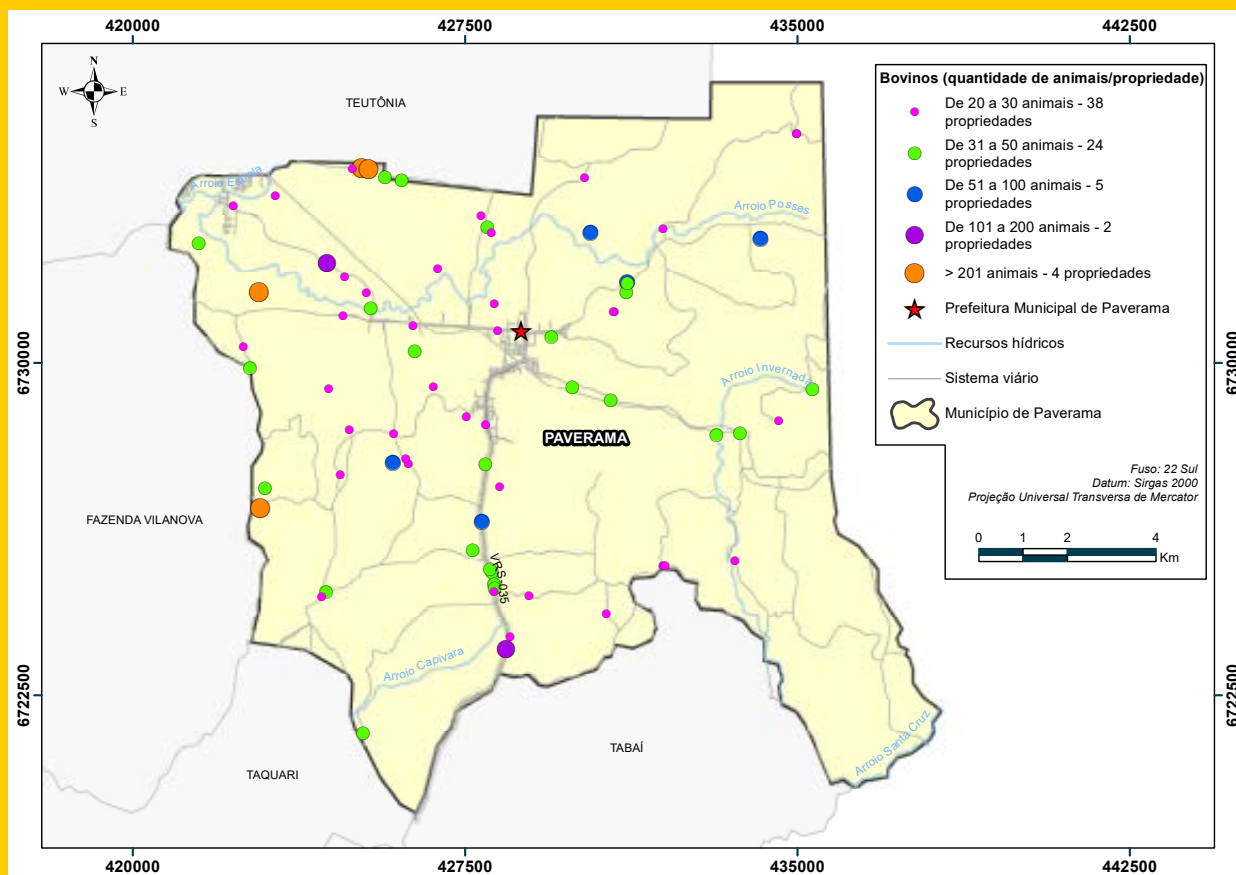 420000
427500
435000
442500
N
W
E
S
TEUTÔNIA
Bovinos (quantidade de animais/propriedade)
De 20 a 30 animais - 38
propriedades
De 31 a 50 animais - 24
propriedades
De 51 a 100 animais - 5
propriedades
De 101 a 200 animais - 2
propriedades
> 201 animais - 4 propriedades
Prefeitura Municipal de Paverama
Recursos hídricos
Sistema viário
Município de Paverama
Fuso: 22 Sul
Datum: Sirgas 2000
Projeção Universal Transversa de Mercator
0 1 2 4
Km
Arroio Posses
6730000
6730000
Arroio Invernada
PAVERAMA
FAZENDA VILANOVA
VRS-035
Arroio Capivara
6722500
6722500
Arroio Santa Cruz
TABAÍ
TAQUARI
420000
427500
435000
442500